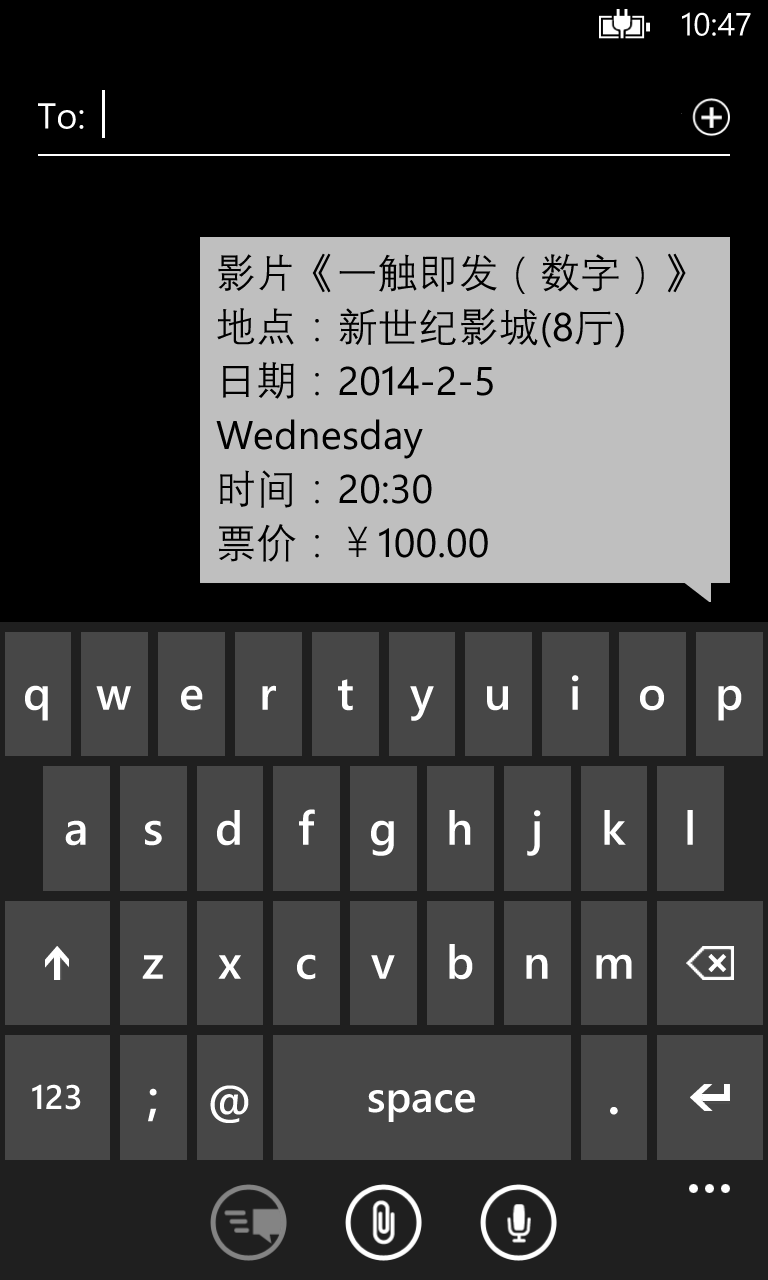 10:47
To:
影片《一触即发（数字）》
地点：新世纪影城(8厅)
日期：2014-2-5
Wednesday
时间：20:30
票价：￥100.00
q w e r t y u i o p
a s d f g h j k l
z x c v b n m
123 ; @ space .